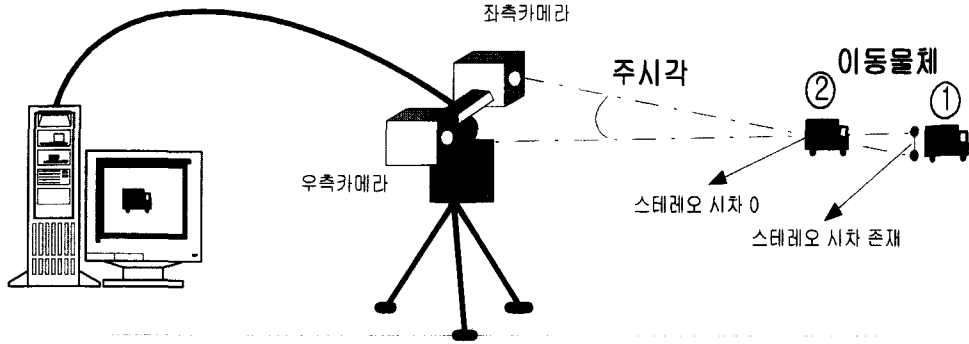 좌측카메라
주시각
이동물체
②
①
우측카메라
스테레오 시차 0
스테레오 시차 존재